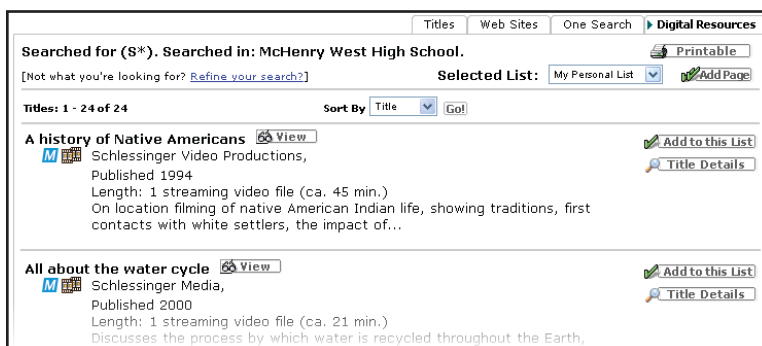 Titles Web Sites One Search Digital Resources
Searched for (S*). Searched in: McHenry West High School. Printable
[Not what you're looking for? Refine your search?] Selected List: My Personal List Add Page
Titles: 1 - 24 of 24 Sort By Title Go!
A history of Native Americans View Add to this List
M Schlessinger Video Productions, Title Details
Published 1994
Length: 1 streaming video file (ca. 45 min.)
On location filming of native American Indian life, showing traditions, first
contacts with white settlers, the impact of...
All about the water cycle View Add to this List
M Schlessinger Media, Title Details
Published 2000
Length: 1 streaming video file (ca. 21 min.)
Discusses the process by which water is recycled throughout the Earth,